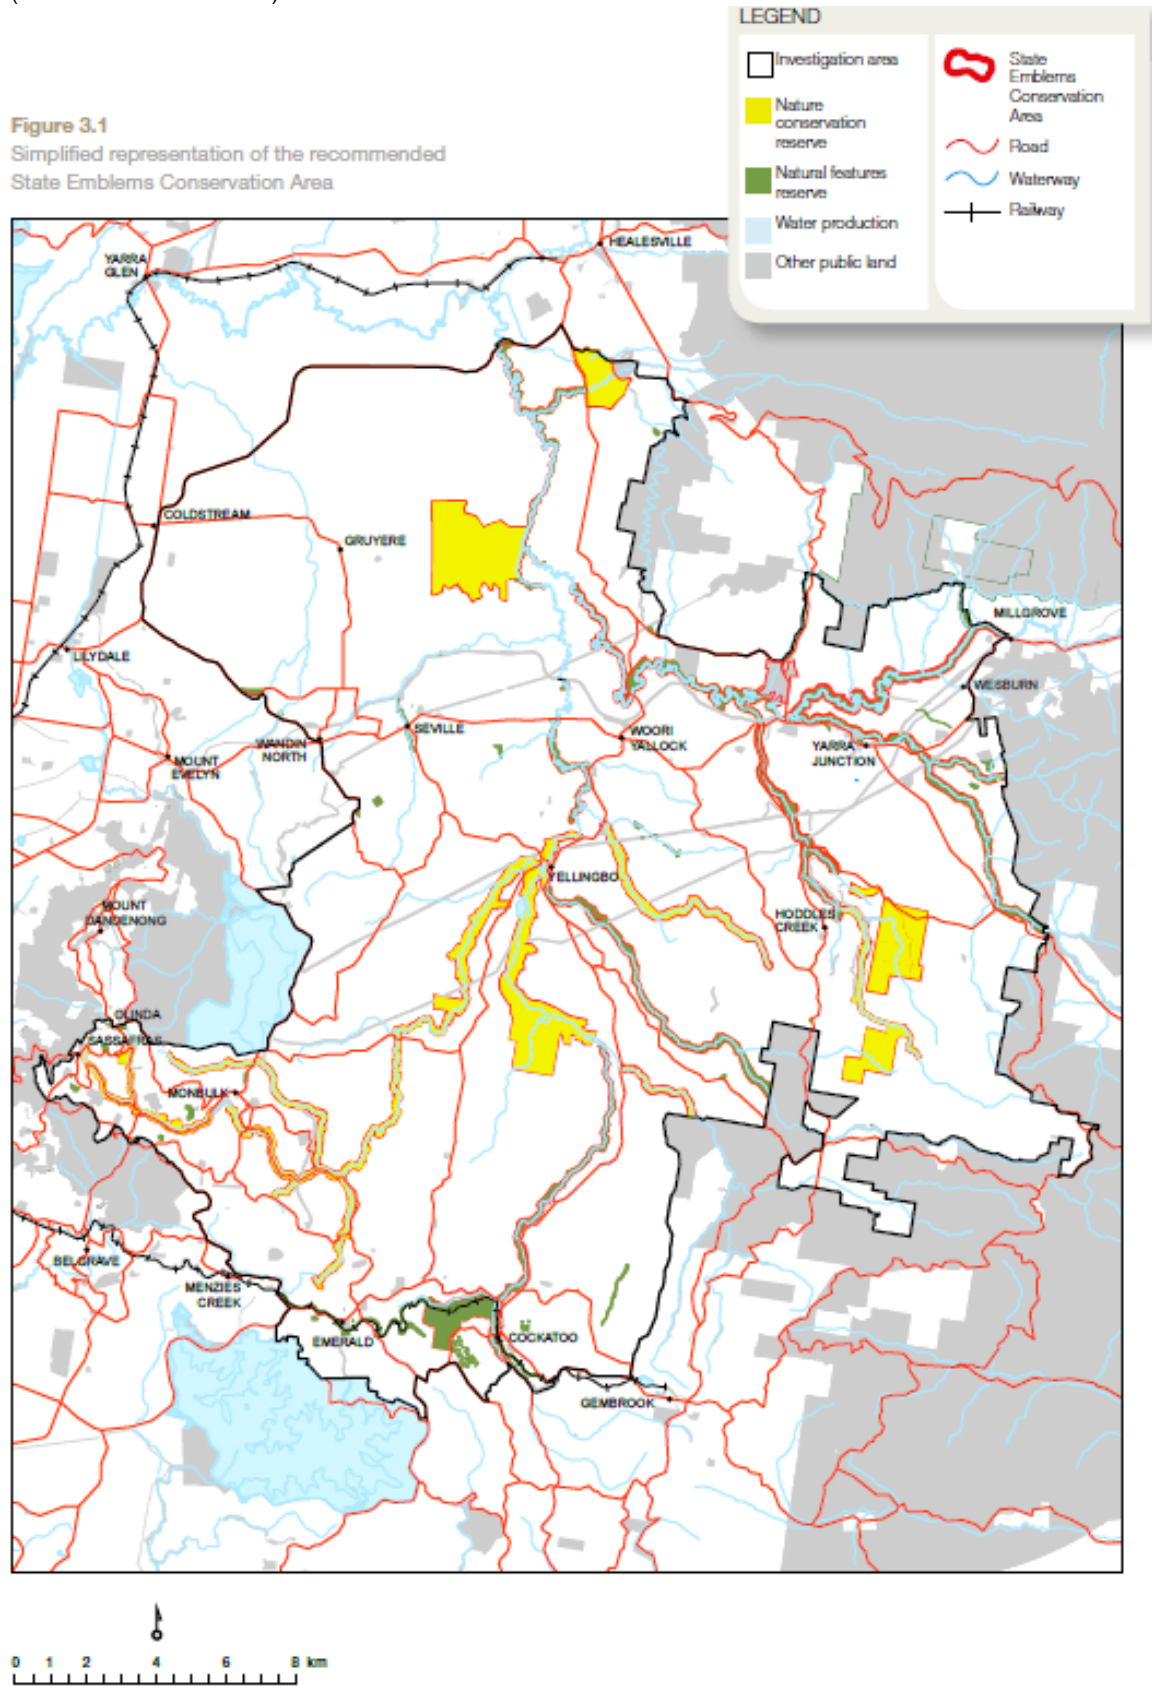 LEGEND
Investigation area
Nature
conservation
reserve
Natural features
reserve
Water production
Other public land
State
Emblems
Conservation
Area
Road
Waterway
Railway
Figure 3.1
Simplified representation of the recommended
State Emblems Conservation Area
HEALESVILLE
YARRA
GLEN
COLDSTREAM
GRUYERE
MILLGROVE
LILYDALE
WESBURN
SEVILLE
WOORI
YALLOCK
WANDIN
NORTH
YARRA
JUNCTION
MOUNT
EVELYN
YELLINGBO
MOUNT
DANDENONG
HODDLES
CREEK
OLINDA
SASSAFRAS
MONBULK
BELGRAVE
MENZIES
CREEK
EMERALD
COCKATOO
GEMBROOK
0 1 2 4 6 8 km